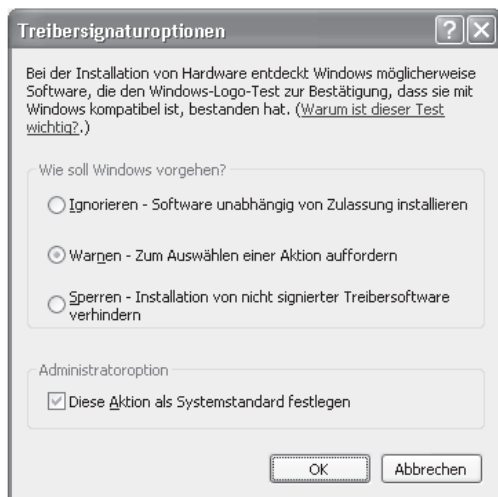 Treibersignaturoptionen
Bei der Installation von Hardware entdeckt Windows möglicherweise
Software, die den Windows-Logo-Test zur Bestätigung, dass sie mit
Windows kompatibel ist, bestanden hat. (Warum ist dieser Test
wichtig?.)
Wie soll Windows vorgehen?
Ignorieren - Software unabhängig von Zulassung installieren
Warnen - Zum Auswählen einer Aktion auffordern
Sperren - Installation von nicht signierter Treibersoftware
verhindern
Administratoroption
Diese Aktion als Systemstandard festlegen
OK Abbrechen